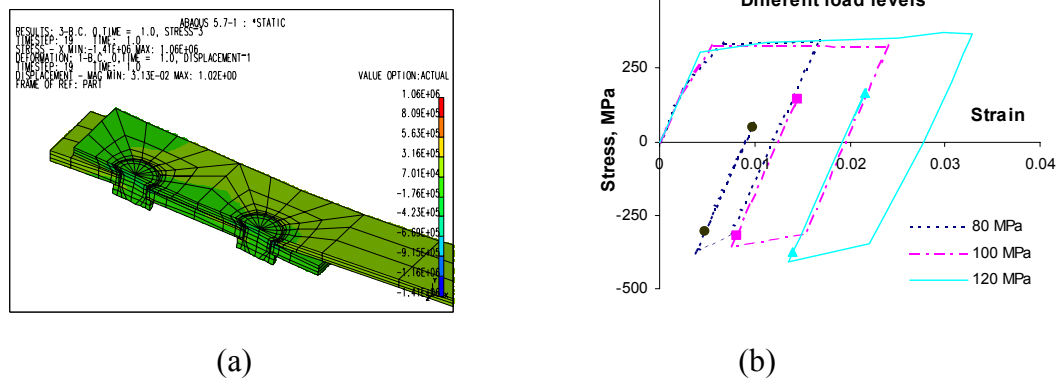 ABAQUS 5.7-1 : *STATIC
RESULTS: 3-B.C. 0,TIME = 1.0, STRESS-3
TIMESTEP: 19 TIME: 1.0
STRESS - X MIN:-1.41E+06 MAX: 1.06E+06
DEFORMATION: 1-B.C. 0,TIME = 1.0, DISPLACEMENT-1
TIMESTEP: 19 TIME: 1.0
DISPLACEMENT - MAG MIN: 3.13E-02 MAX: 1.02E+00
FRAME OF REF: PART
VALUE OPTION:ACTUAL
1.06E+06
8.09E+05
5.63E+05
3.16E+05
7.01E+04
-1.76E+05
-4.23E+05
-6.69E+05
-9.15E+05
-1.16E+06
-1.41E+06
(a)
Different load levels
Stress, MPa
250
0
-250
-500
0
0.01
0.02
0.03
0.04
Strain
80 MPa
100 MPa
120 MPa
(b)